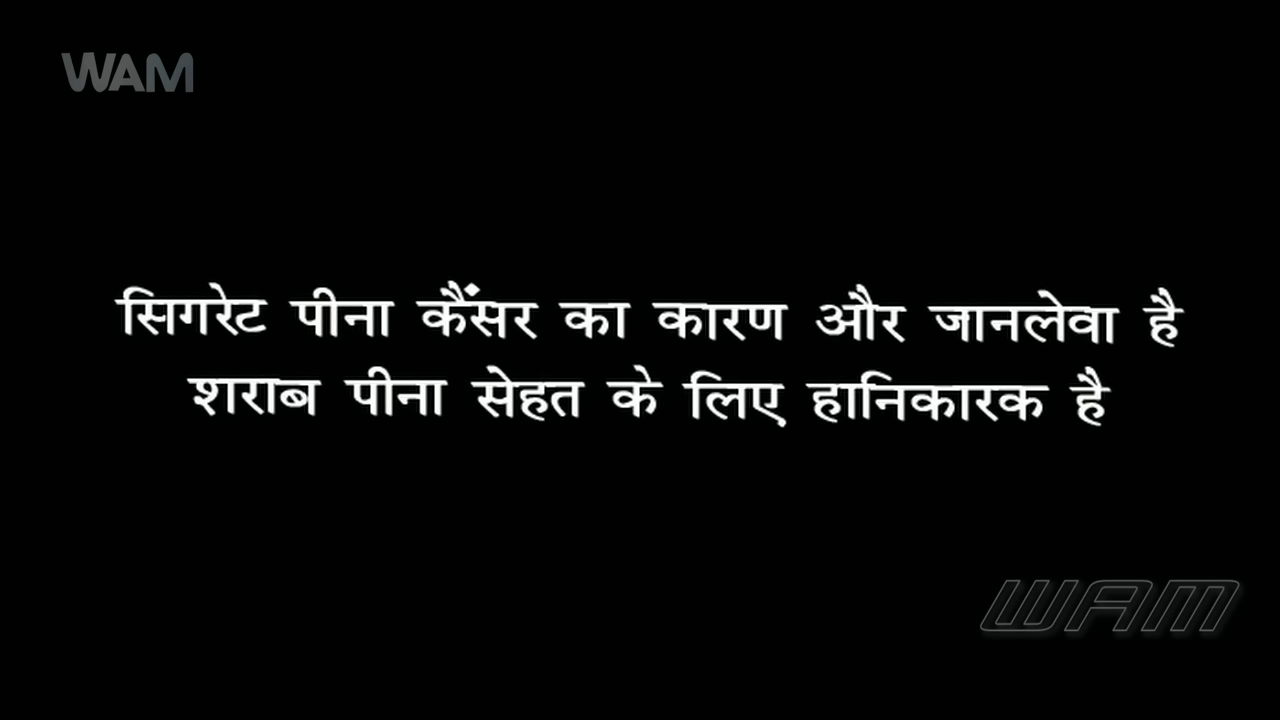 WAM
सिगरेट पीना कैंसर का कारण और जानलेवा है
शराब पीना सेहत के लिए हानिकारक है
WAM